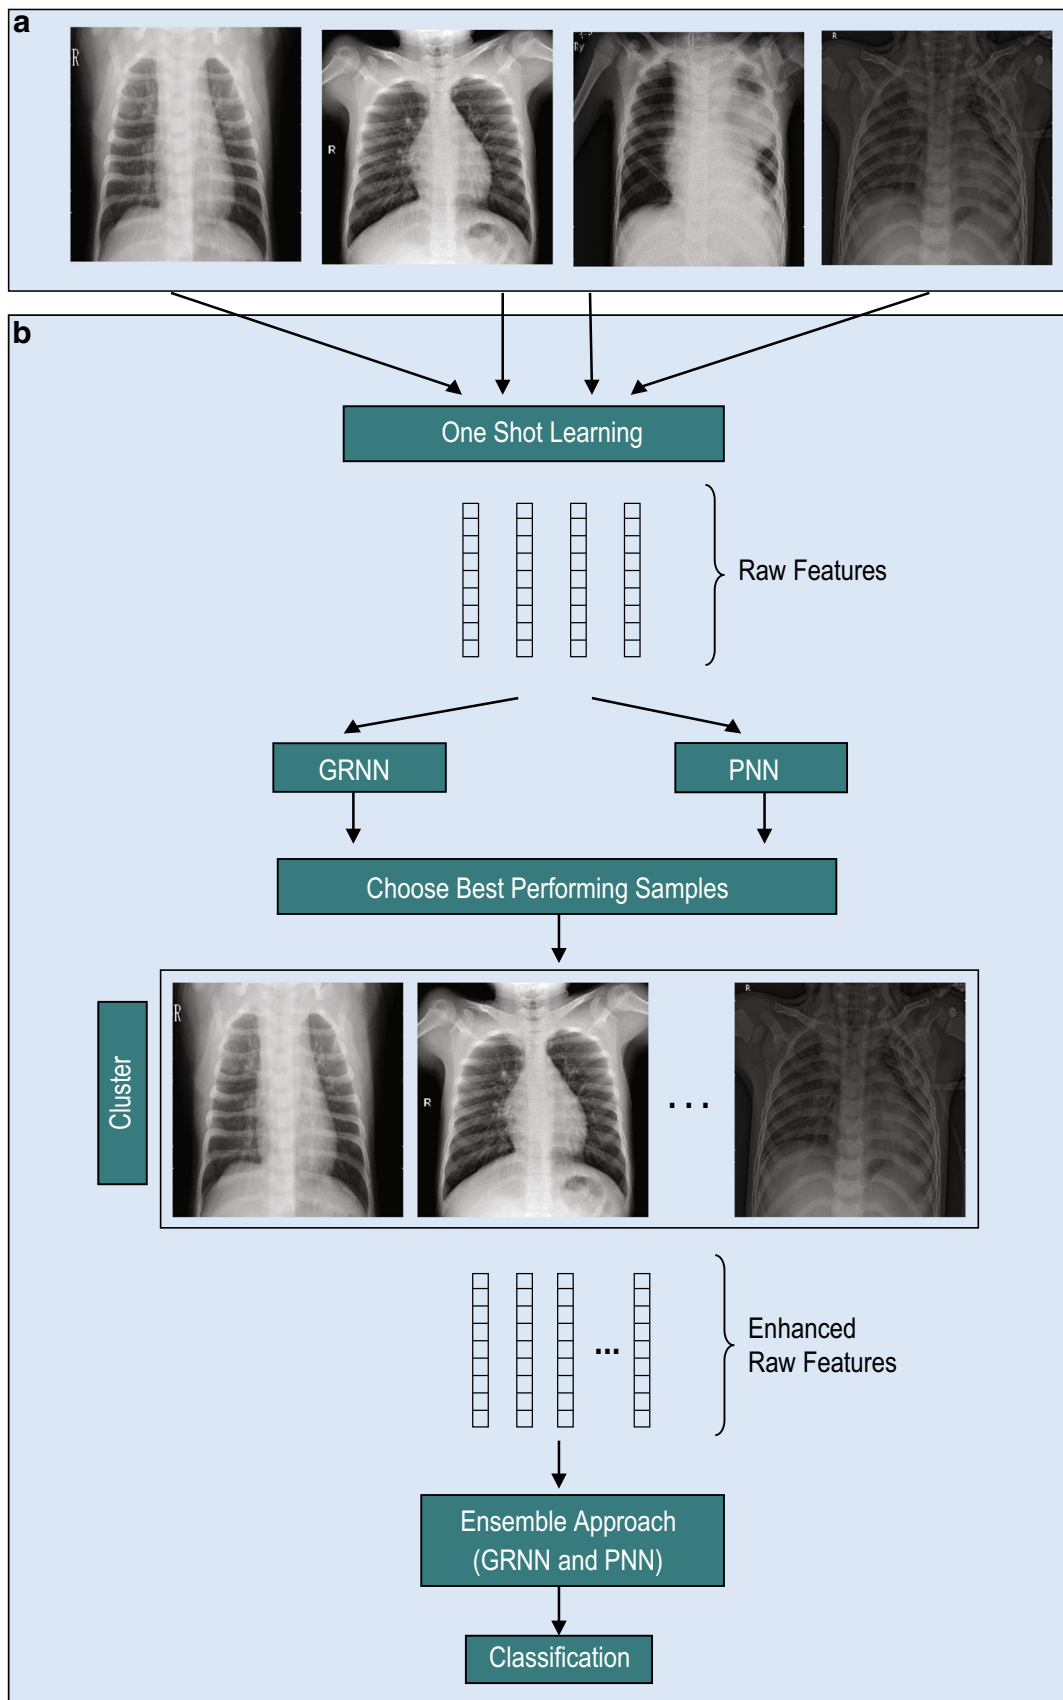 a
R
R
R
b
One Shot Learning
Raw Features
GRNN
PNN
Choose Best Performing Samples
Cluster
R
R
R
. . .
...
Enhanced
Raw Features
Ensemble Approach
(GRNN and PNN)
Classification